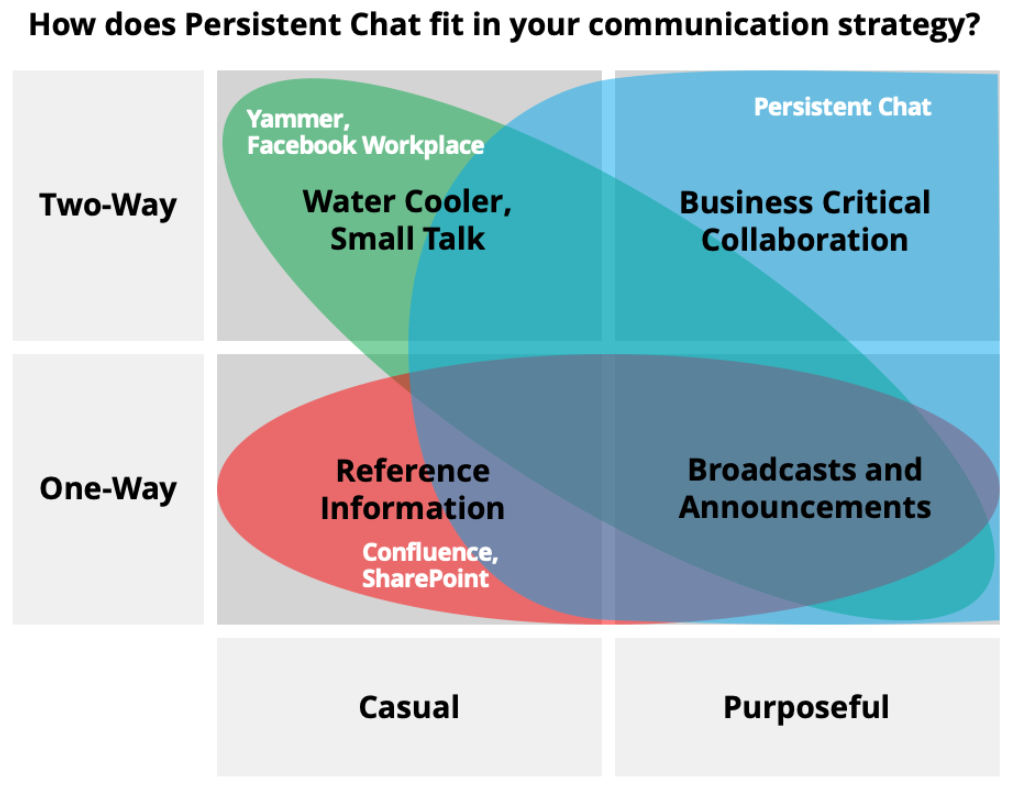 How does Persistent Chat fit in your communication strategy?
Two-Way
Yammer,
Facebook Workplace
Water Cooler,
Small Talk
Persistent Chat
Business Critical
Collaboration
One-Way
Reference
Information
Confluence,
SharePoint
Broadcasts and
Announcements
Casual
Purposeful